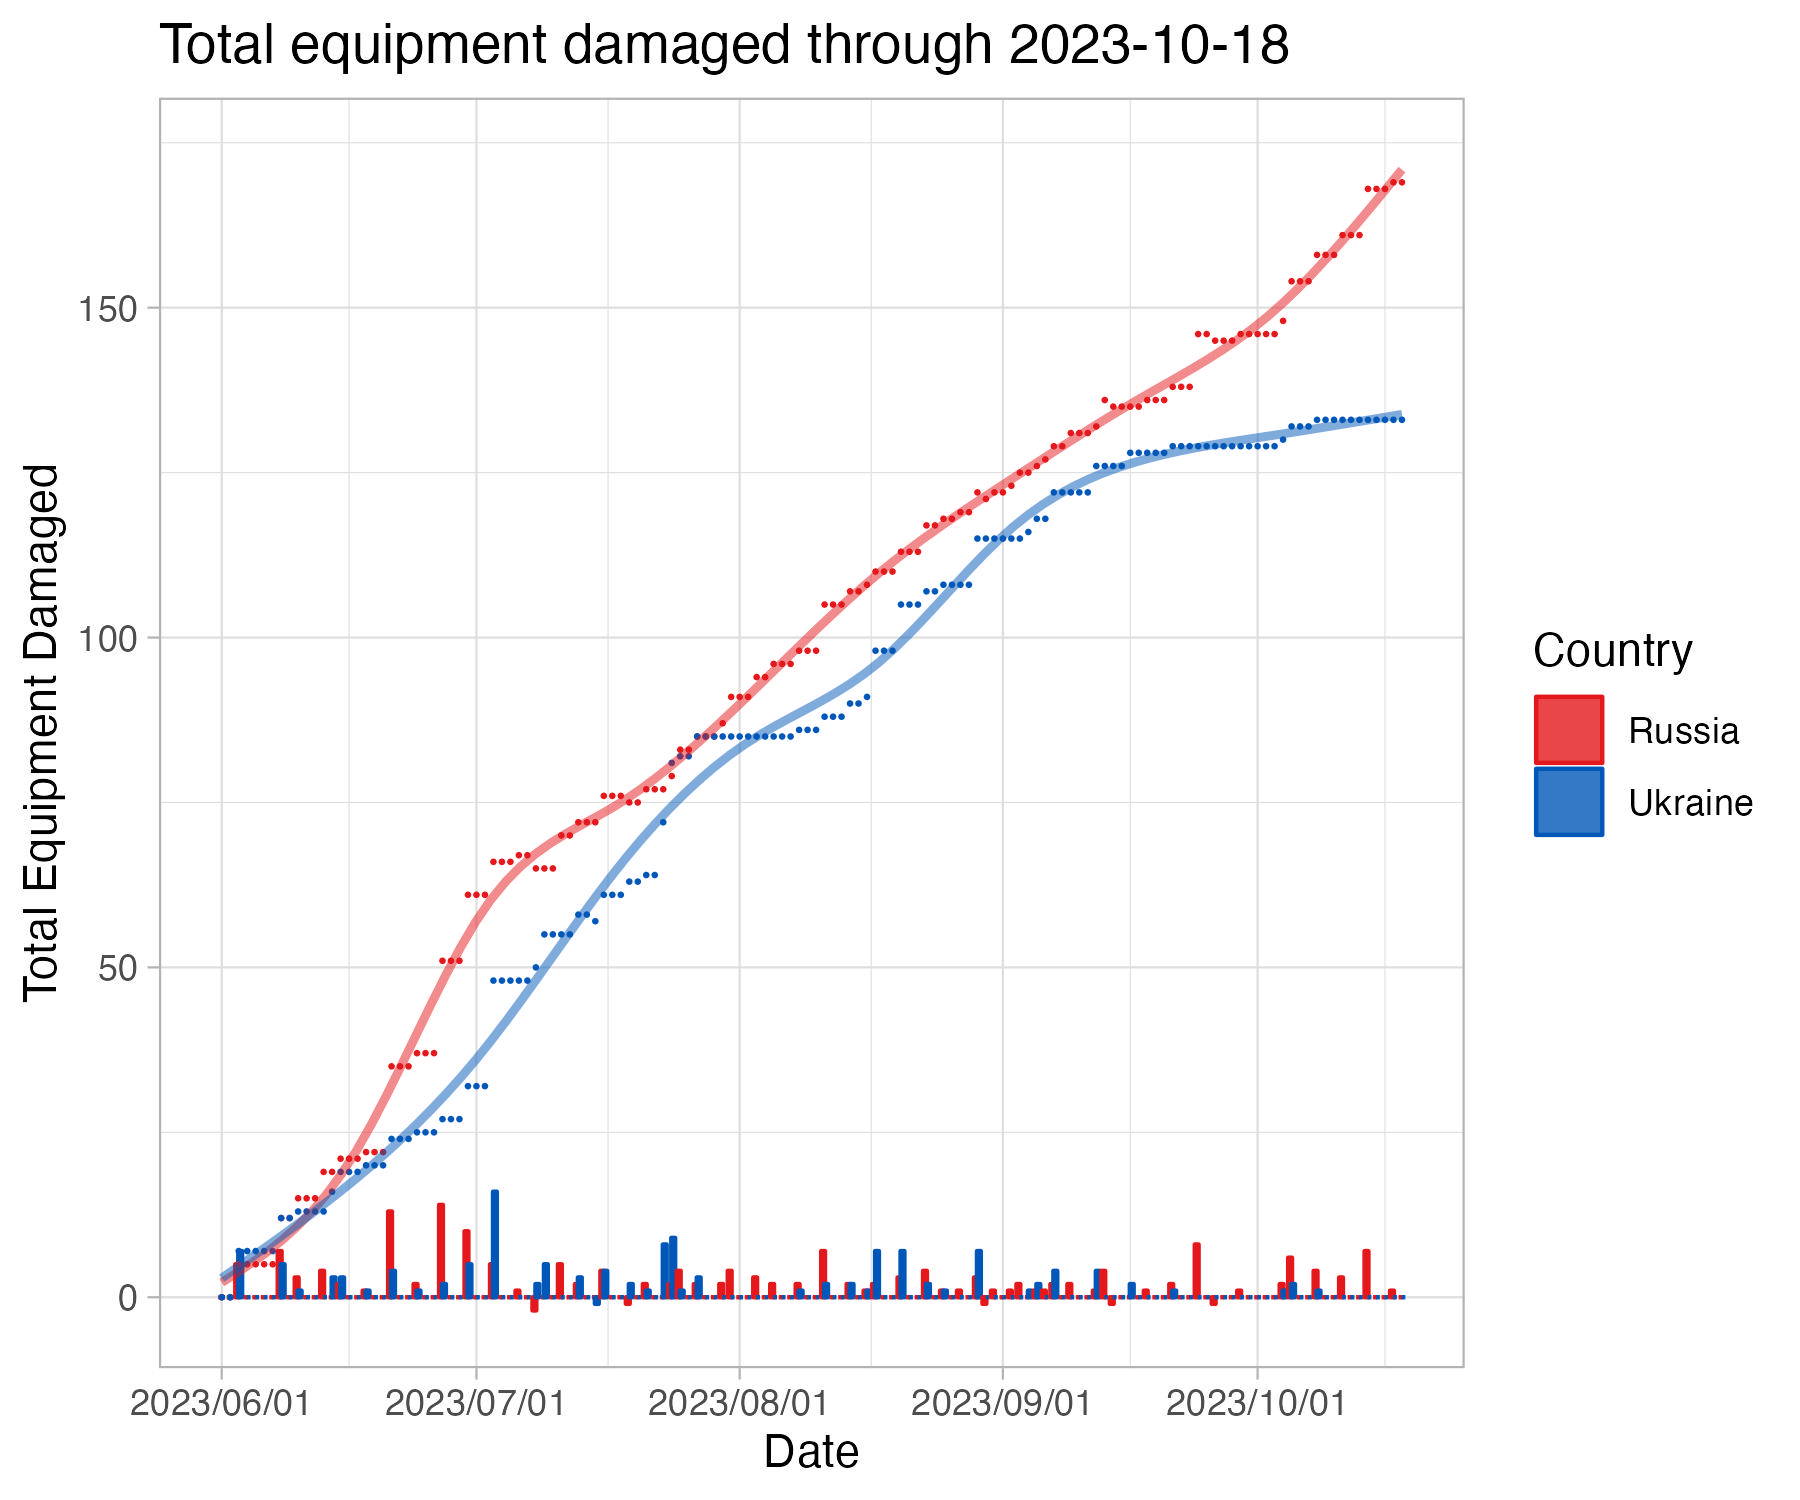 Total equipment damaged through 2023-10-18
Total Equipment Damaged
150
100
50
0
2023/06/01 2023/07/01 2023/08/01 2023/09/01 2023/10/01
Date
Country
Russia
Ukraine